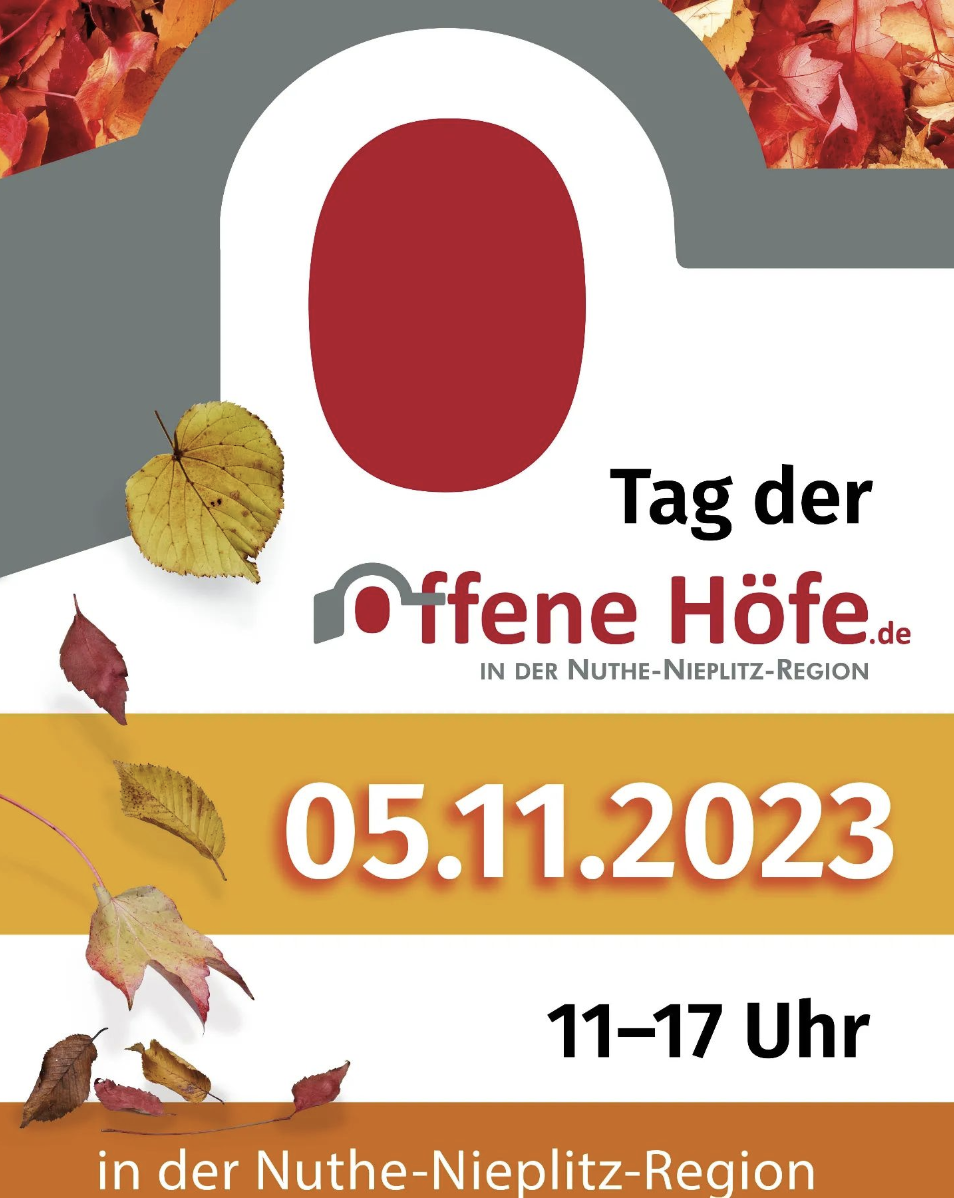 Tag der
Offene Höfe.de
IN DER NUTHE-NIEPLITZ-REGION
05.11.2023
11–17 Uhr
in der Nuthe-Nieplitz-Region